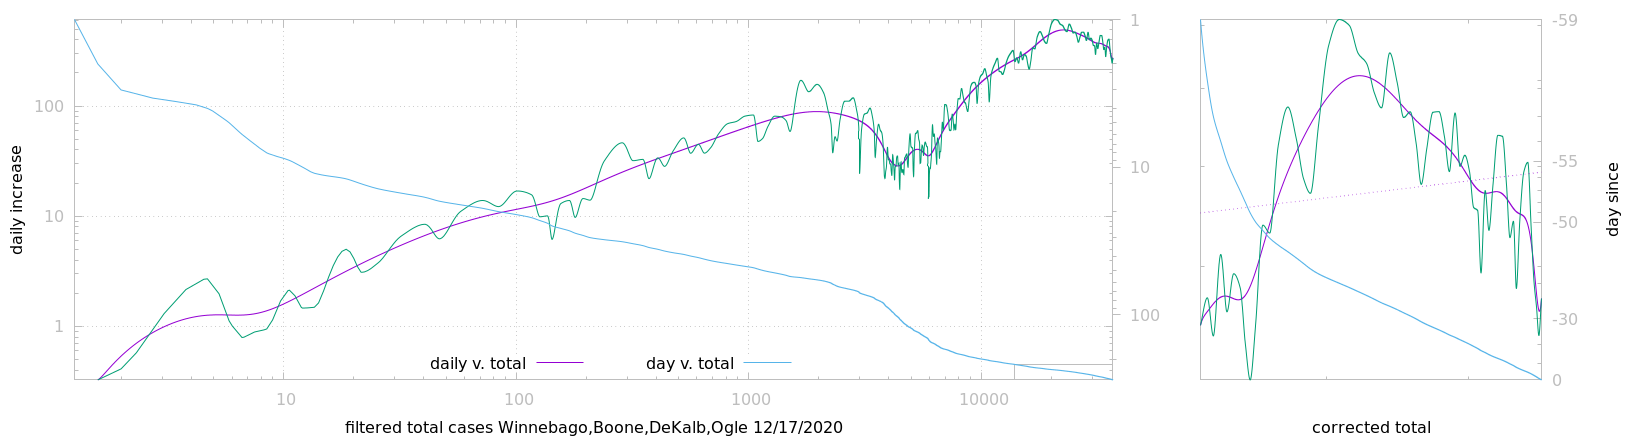 1
-59
100
daily increase
10
-55
day since
10
-50
100
-30
1
daily v. total
day v. total
0
10
100
1000
10000
filtered total cases Winnebago,Boone,DeKalb,Ogle 12/17/2020
corrected total